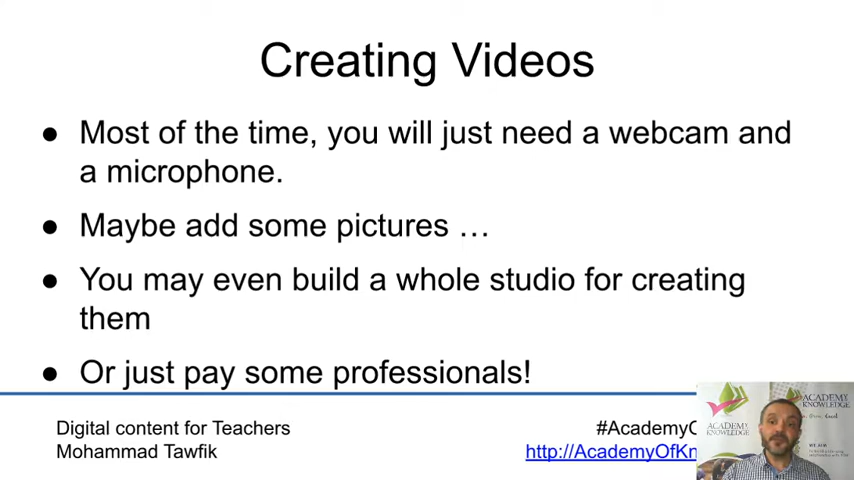 Creating Videos
● Most of the time, you will just need a webcam and
a microphone.
● Maybe add some pictures …
● You may even build a whole studio for creating
them
● Or just pay some professionals!
Digital content for Teachers
Mohammad Tawfik
#AcademyO
http://AcademyOfKn
ACADEMY
KNOWLEDGE
ACADEMY
KNOWLEDGE